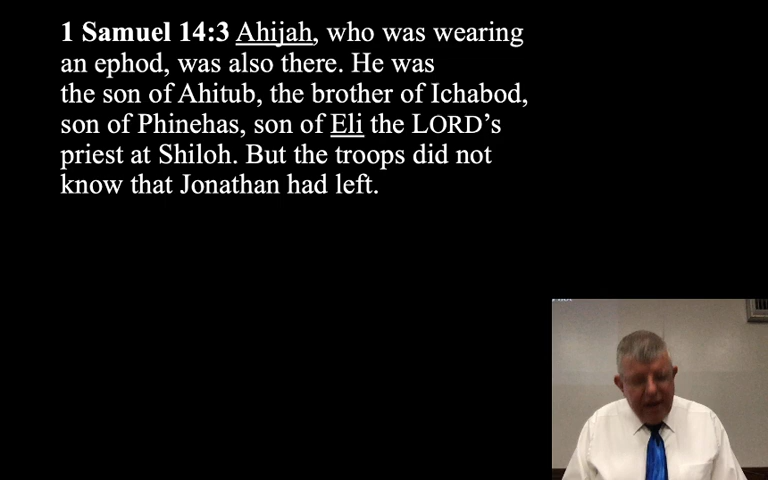 1 Samuel 14:3 Ahijah, who was wearing
an ephod, was also there. He was
the son of Ahitub, the brother of Ichabod,
son of Phinehas, son of Eli the LORD’s
priest at Shiloh. But the troops did not
know that Jonathan had left.